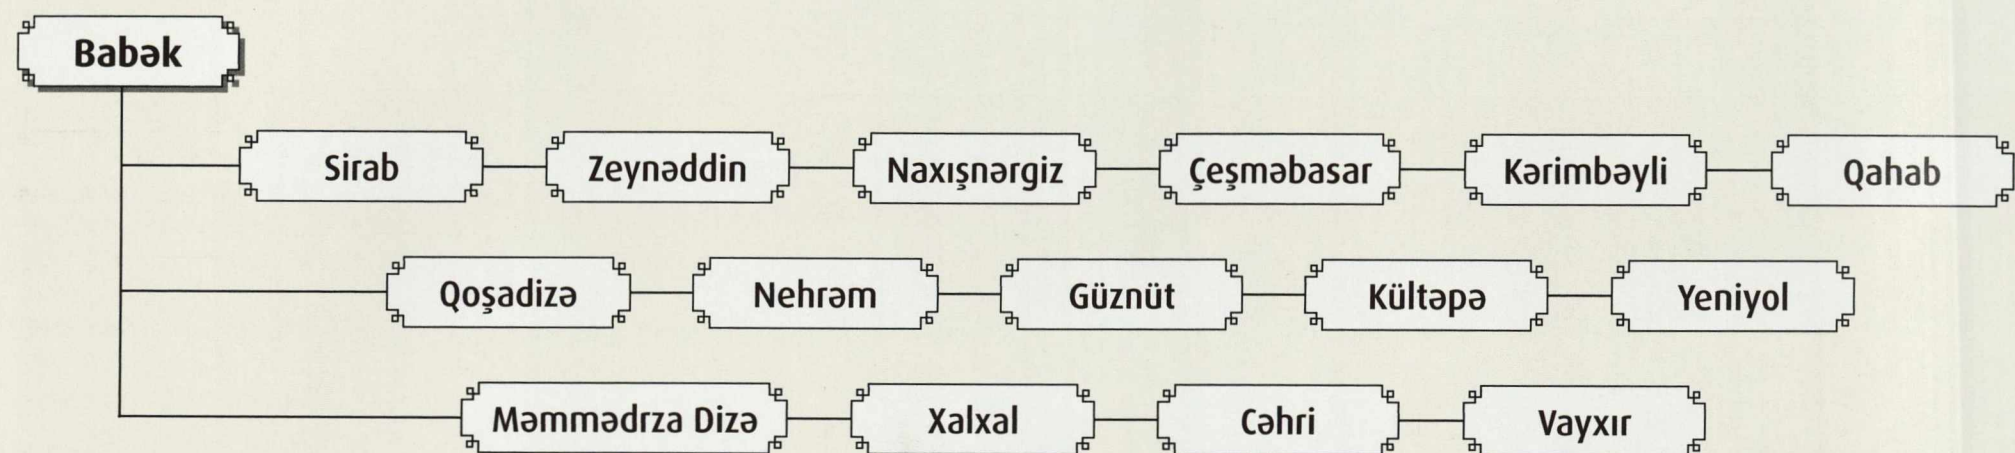 Babək
Sirab Zeynəddin Naxışnərgiz Çeşməbasar Kərimbəyli Qahab
Qoşadizə Nehrəm Güznüt Kültəpə Yeniyol
Məmmədrza Dizə Xalxal Cəhri Vayxır